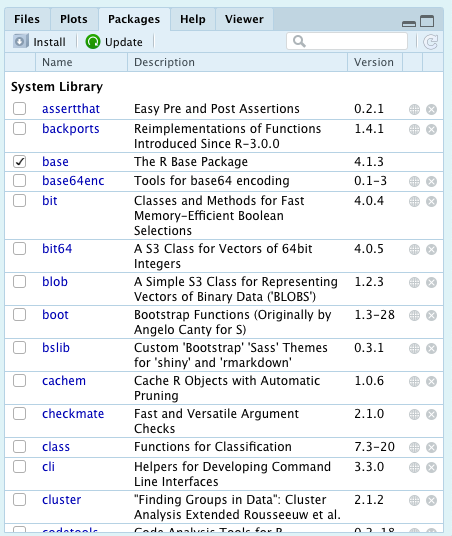 Files Plots Packages Help Viewer
Install Update
Name Description Version
System Library
assertthat Easy Pre and Post Assertions 0.2.1
backports Reimplementations of Functions 1.4.1
Introduced Since R-3.0.0
base The R Base Package 4.1.3
base64enc Tools for base64 encoding 0.1-3
bit Classes and Methods for Fast 4.0.4
Memory-Efficient Boolean
Selections
bit64 A S3 Class for Vectors of 64bit 4.0.5
Integers
blob A Simple S3 Class for Representing 1.2.3
Vectors of Binary Data ('BLOBS')
boot Bootstrap Functions (Originally by 1.3-28
Angelo Canty for S)
bslib Custom 'Bootstrap' 'Sass' Themes 0.3.1
for 'shiny' and 'rmarkdown'
cachem Cache R Objects with Automatic 1.0.6
Pruning
checkmate Fast and Versatile Argument 2.1.0
Checks
class Functions for Classification 7.3-20
cli Helpers for Developing Command 3.3.0
Line Interfaces
cluster "Finding Groups in Data": Cluster 2.1.2
Analysis Extended Rousseeuw et al.
codetools Code Analysis Tools for R 0.2-18